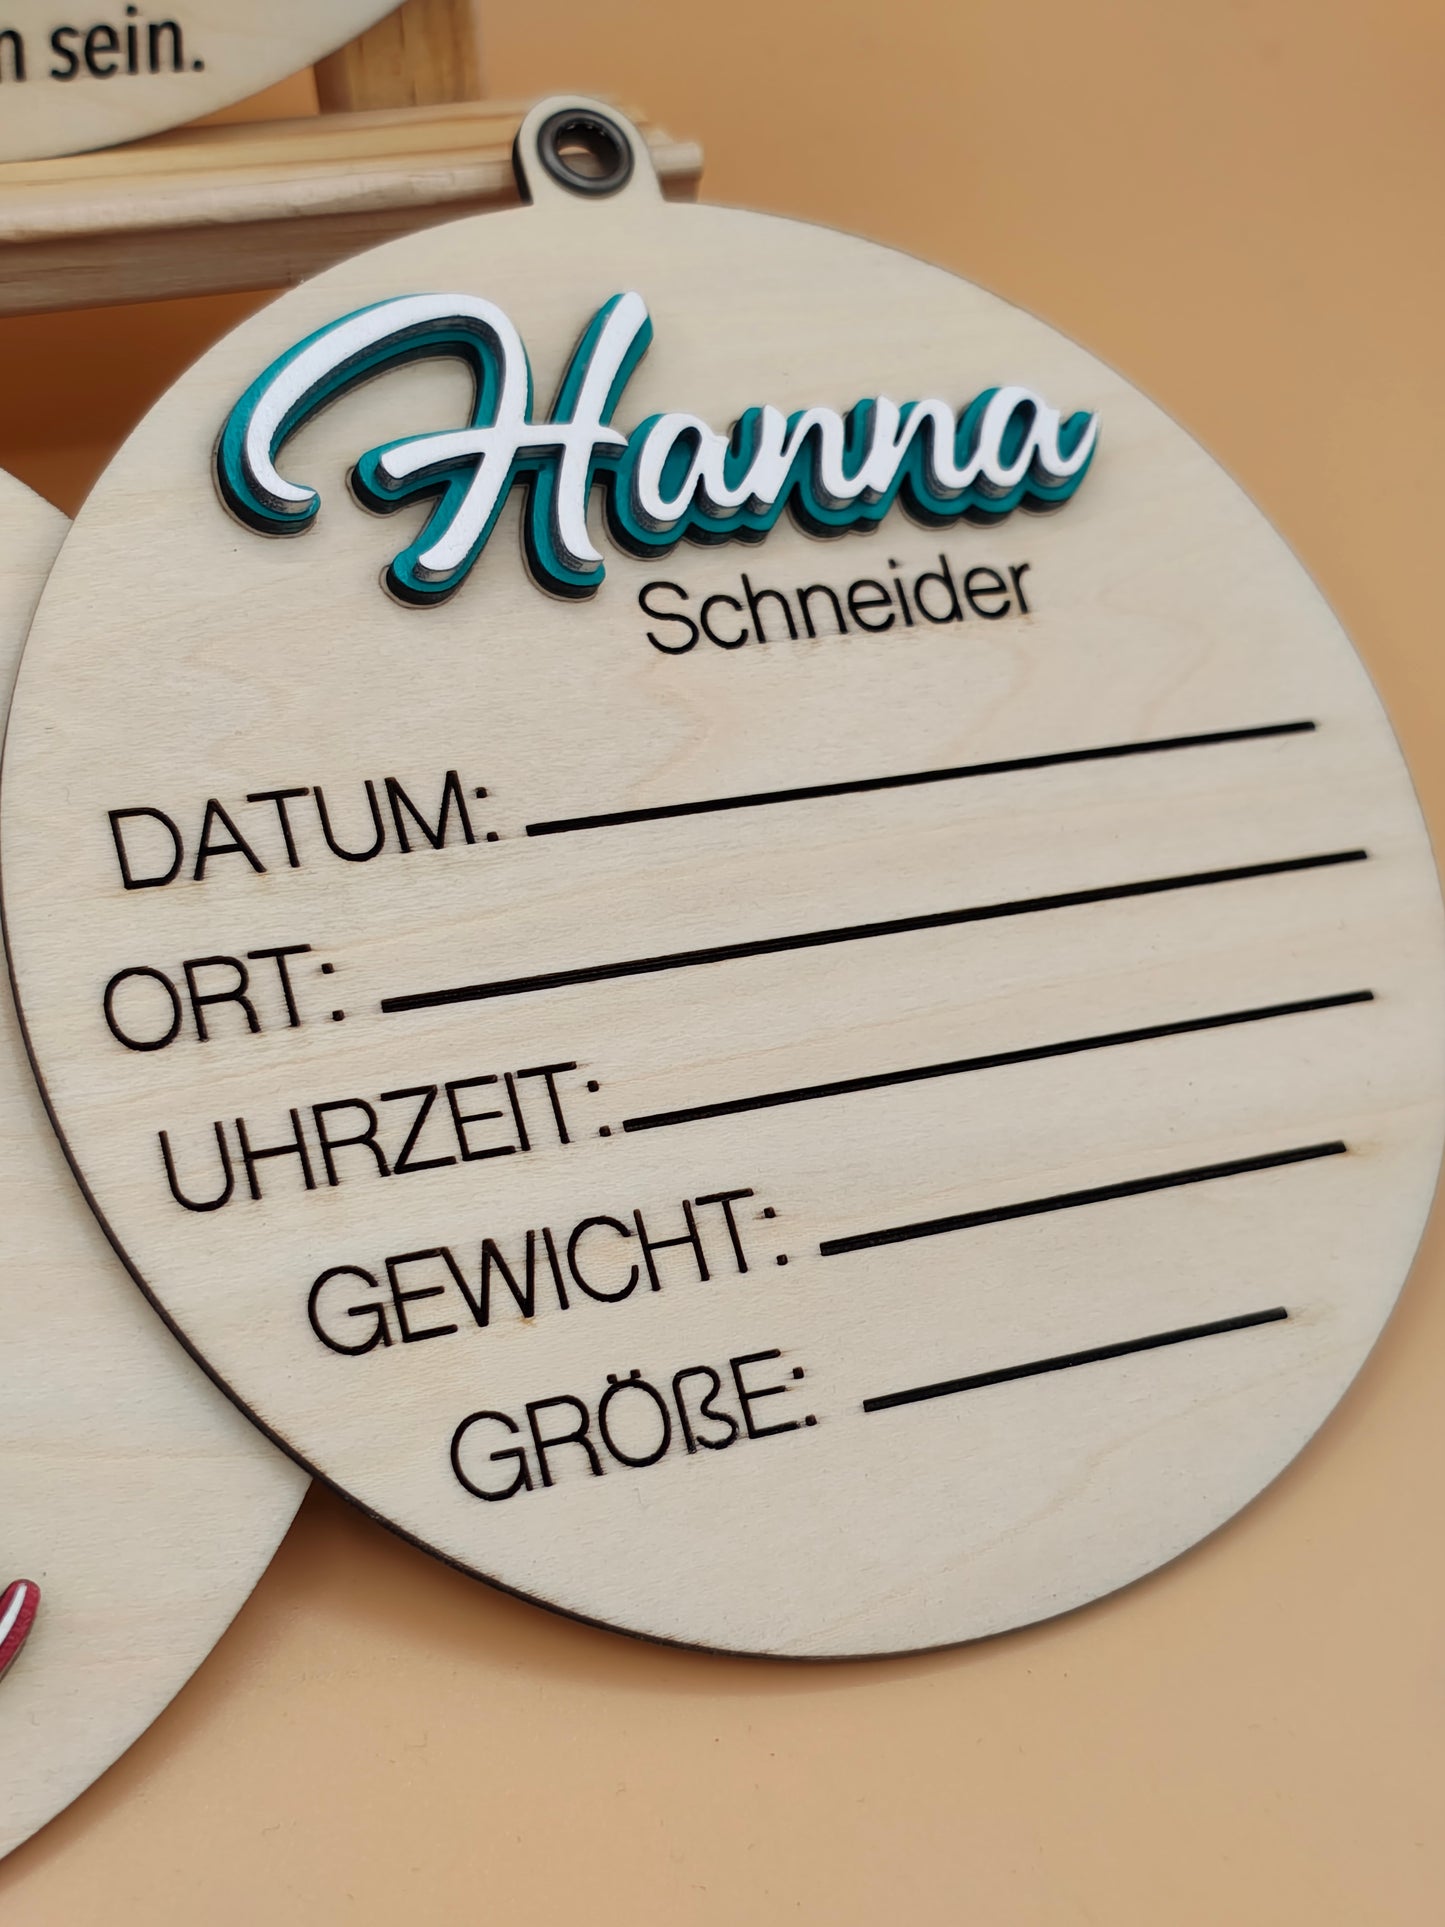 sein.
Hanna
Schneider
DATUM:
ORT:
UHRZEIT:
GEWICHT:
GRÖßE: